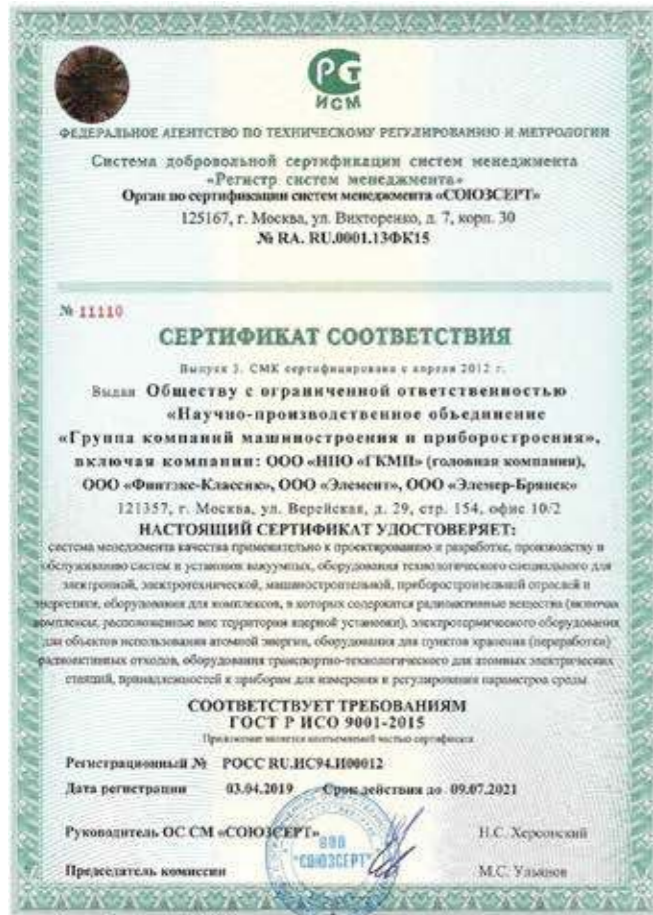 РСТ
ИСМ
ФЕДЕРАЛЬНОЕ АГЕНТСТВО ПО ТЕХНИЧЕСКОМУ РЕГУЛИРОВАНИЮ И МЕТРОЛОГИИ
Система добровольной сертификации систем менеджмента
«Регистр систем менеджмента»
Орган по сертификации систем менеджмента «СОЮЗСЕРТ»
125167, г. Москва, ул. Викторенко, д. 7, корп. 30
№ RA. RU.0001.13ФК15
№ 11110
СЕРТИФИКАТ СООТВЕТСТВИЯ
Выпуск 3. СМК сертифицирована с апреля 2012 г.
Выдан Обществу с ограниченной ответственностью
«Научно-производственное объединение
«Группа компаний машиностроения и приборостроения»,
включая компании: ООО «НПО «ГКМП» (головная компания),
ООО «Финтэкс-Классик», ООО «Элемент», ООО «Элемер-Брянск»
121357, г. Москва, ул. Верейская, д. 29, стр. 154, офис 10/2
НАСТОЯЩИЙ СЕРТИФИКАТ УДОСТОВЕРЯЕТ:
система менеджмента качества применительно к проектированию и разработке, производству и
обслуживанию систем и установок вакуумных, оборудования технологического специального для
электронной, электротехнической, машиностроительной, приборостроительной отраслей и
энергетики, оборудования для комплексов, в которых содержатся радиоактивные вещества (включая
комплексы, расположенные вне территории ядерной установки), электротермического оборудования
для объектов использования атомной энергии, оборудования для пунктов хранения (переработки)
радиоактивных отходов, оборудования транспортно-технологического для атомных электрических
станций, принадлежностей к приборам для измерения и регулирования параметров среды
СООТВЕТСТВУЕТ ТРЕБОВАНИЯМ
ГОСТ Р ИСО 9001-2015
Приложение является неотъемлемой частью сертификата
Регистрационный № РОСС RU.ИС94.И00012
Дата регистрации 03.04.2019 Срок действия до 09.07.2021
Руководитель ОС СМ «СОЮЗСЕРТ» Н.С. Херсонский
Председатель комиссии М.С. Ульянов
ООО
"СОЮЗСЕРТ"